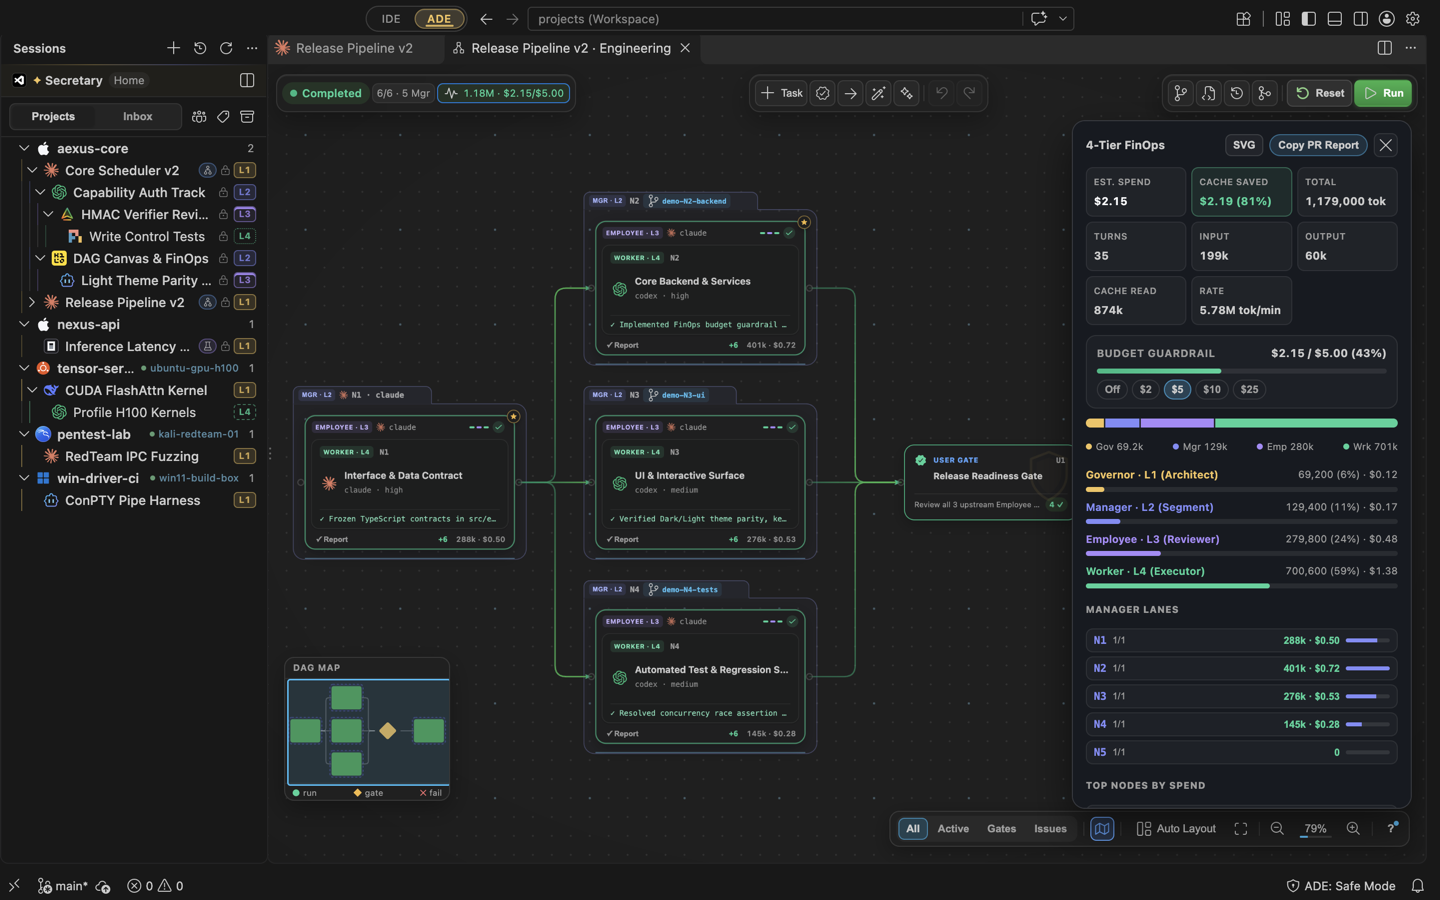 IDE ADE projects (Workspace)
Sessions
Release Pipeline v2
Release Pipeline v2 · Engineering
Secretary Home
Projects Inbox
aexus-core 2
Core Scheduler v2 L1
Capability Auth Track L2
HMAC Verifier Revi... L3
Write Control Tests L4
DAG Canvas & FinOps L2
Light Theme Parity ... L3
Release Pipeline v2 L1
nexus-api 1
Inference Latency ... L1
tensor-ser... ubuntu-gpu-h100 1
CUDA FlashAttn Kernel L1
Profile H100 Kernels L4
pentest-lab kali-redteam-01 1
RedTeam IPC Fuzzing L1
win-driver-ci win11-build-box 1
ConPTY Pipe Harness L1
Completed 6/6 · 5 Mgr 1.18M · $2.15/$5.00
Task
Reset Run
MGR · L2 N1 · claude
EMPLOYEE · L3 claude
WORKER · L4 N1
Interface & Data Contract
claude · high
✓ Frozen TypeScript contracts in src/e…
✓Report +6 288k · $0.50
MGR · L2 N2 demo-N2-backend
EMPLOYEE · L3 claude
WORKER · L4 N2
Core Backend & Services
codex · high
✓ Implemented FinOps budget guardrail …
✓Report +6 401k · $0.72
MGR · L2 N3 demo-N3-ui
EMPLOYEE · L3 claude
WORKER · L4 N3
UI & Interactive Surface
codex · medium
✓ Verified Dark/Light theme parity, ke…
✓Report +6 276k · $0.53
MGR · L2 N4 demo-N4-tests
EMPLOYEE · L3 claude
WORKER · L4 N4
Automated Test & Regression S...
codex · medium
✓ Resolved concurrency race assertion …
✓Report +6 145k · $0.28
USER GATE U1
Release Readiness Gate
Review all 3 upstream Employee ... 4 ✓
DAG MAP
run gate fail
4-Tier FinOps SVG Copy PR Report
EST. SPEND
$2.15
CACHE SAVED
$2.19 (81%)
TOTAL
1,179,000 tok
TURNS
35
INPUT
199k
OUTPUT
60k
CACHE READ
874k
RATE
5.78M tok/min
BUDGET GUARDRAIL $2.15 / $5.00 (43%)
Off $2 $5 $10 $25
Gov 69.2k Mgr 129k Emp 280k Wrk 701k
Governor · L1 (Architect) 69,200 (6%) · $0.12
Manager · L2 (Segment) 129,400 (11%) · $0.17
Employee · L3 (Reviewer) 279,800 (24%) · $0.48
Worker · L4 (Executor) 700,600 (59%) · $1.38
MANAGER LANES
N1 1/1 288k · $0.50
N2 1/1 401k · $0.72
N3 1/1 276k · $0.53
N4 1/1 145k · $0.28
N5 1/1 0
TOP NODES BY SPEND
All Active Gates Issues Auto Layout 79% ?
main* 0 0 ADE: Safe Mode